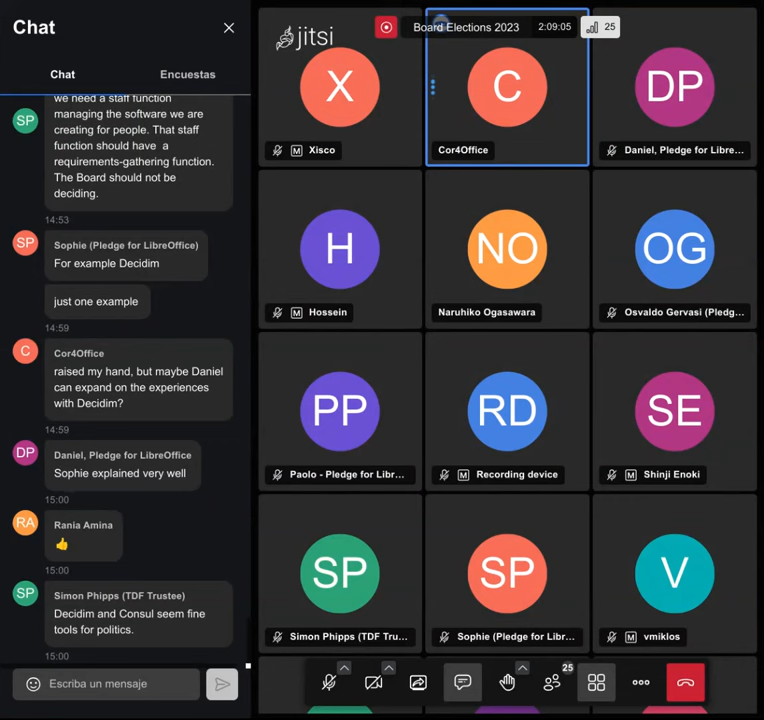 Chat
Chat
Encuestas
we need a staff function
managing the software we are
creating for people. That staff
function should have a
requirements-gathering function.
The Board should not be
deciding.
SP
14:53
SP
Sophie (Pledge for LibreOffice)
For example Decidim
just one example
14:59
C
Cor4Office
raised my hand, but maybe Daniel
can expand on the experiences
with Decidim?
14:59
DP
Daniel, Pledge for LibreOffice
Sophie explained very well
15:00
RA
Rania Amina
👍
15:00
SP
Simon Phipps (TDF Trustee)
Decidim and Consul seem fine
tools for politics.
15:00
Escriba un mensaje
jitsi
Board Elections 2023
2:09:05
25
X
M Xisco
C
Cor4Office
DP
Daniel, Pledge for Libre...
H
M Hossein
NO
Naruhiko Ogasawara
OG
Osvaldo Gervasi (Pledg...
PP
Paolo - Pledge for Libr...
RD
M Recording device
SE
M Shinji Enoki
SP
Simon Phipps (TDF Tru...
SP
Sophie (Pledge for Libr...
V
M vmiklos
25